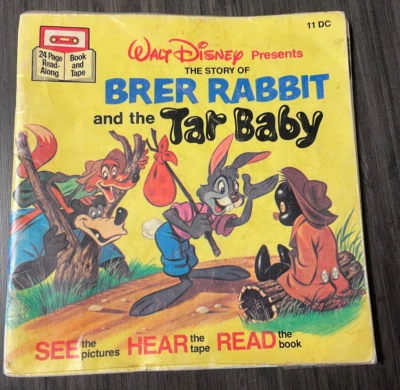 11 DC
24 Page
Read-
Along
Book
and
Tape
WALT DISNEY Presents
THE STORY OF
BRER RABBIT
and the Tar Baby
SEE the pictures HEAR the tape READ the book